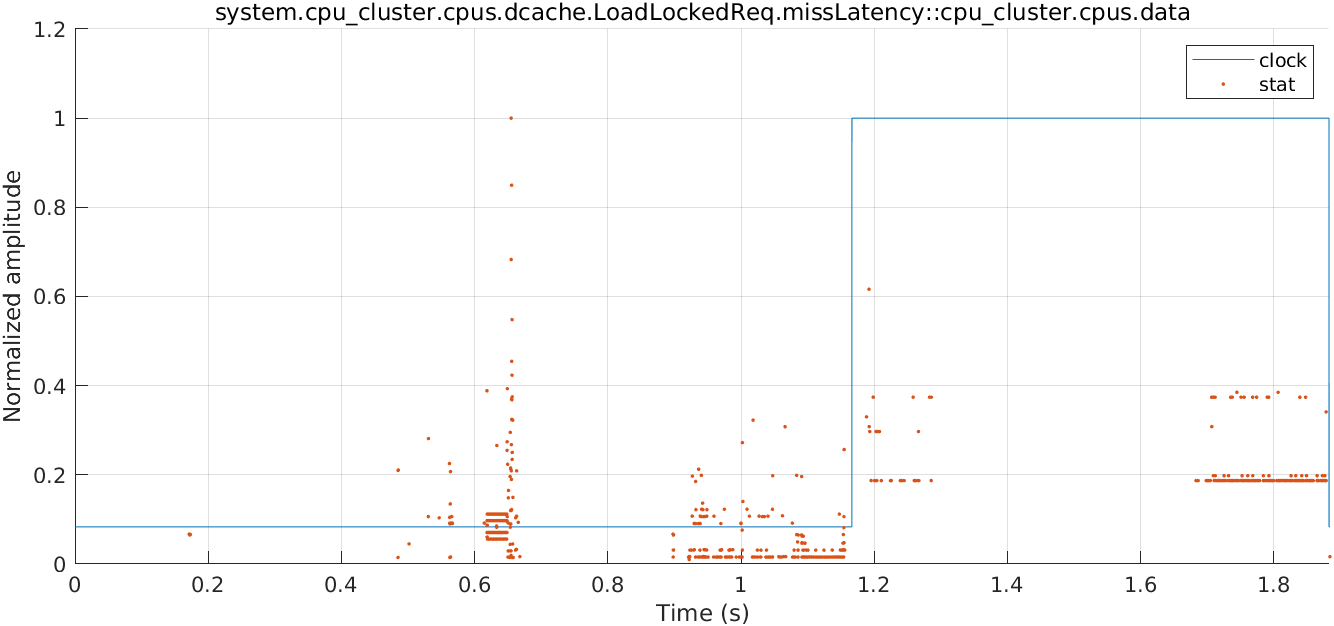 system.cpu_cluster.cpus.dcache.LoadLockedReq.missLatency::cpu_cluster.cpus.data
1.2
clock
stat
1
0.8
0.6
0.4
0.2
0
Normalized amplitude
0 0.2 0.4 0.6 0.8 1 1.2 1.4 1.6 1.8
Time (s)